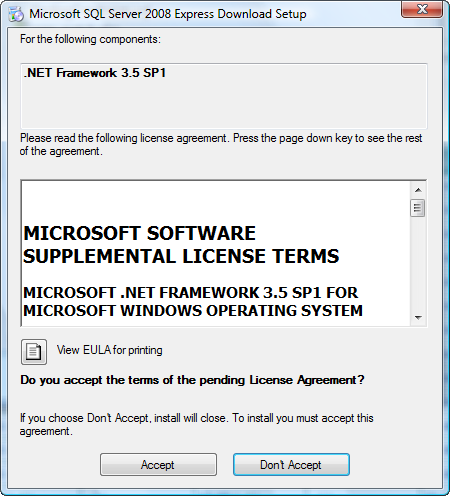 Microsoft SQL Server 2008 Express Download Setup
For the following components:
.NET Framework 3.5 SP1
Please read the following license agreement. Press the page down key to see the rest
of the agreement.
MICROSOFT SOFTWARE
SUPPLEMENTAL LICENSE TERMS
MICROSOFT .NET FRAMEWORK 3.5 SP1 FOR
MICROSOFT WINDOWS OPERATING SYSTEM
View EULA for printing
Do you accept the terms of the pending License Agreement?
If you choose Don't Accept, install will close. To install you must accept this
agreement.
Accept
Don't Accept